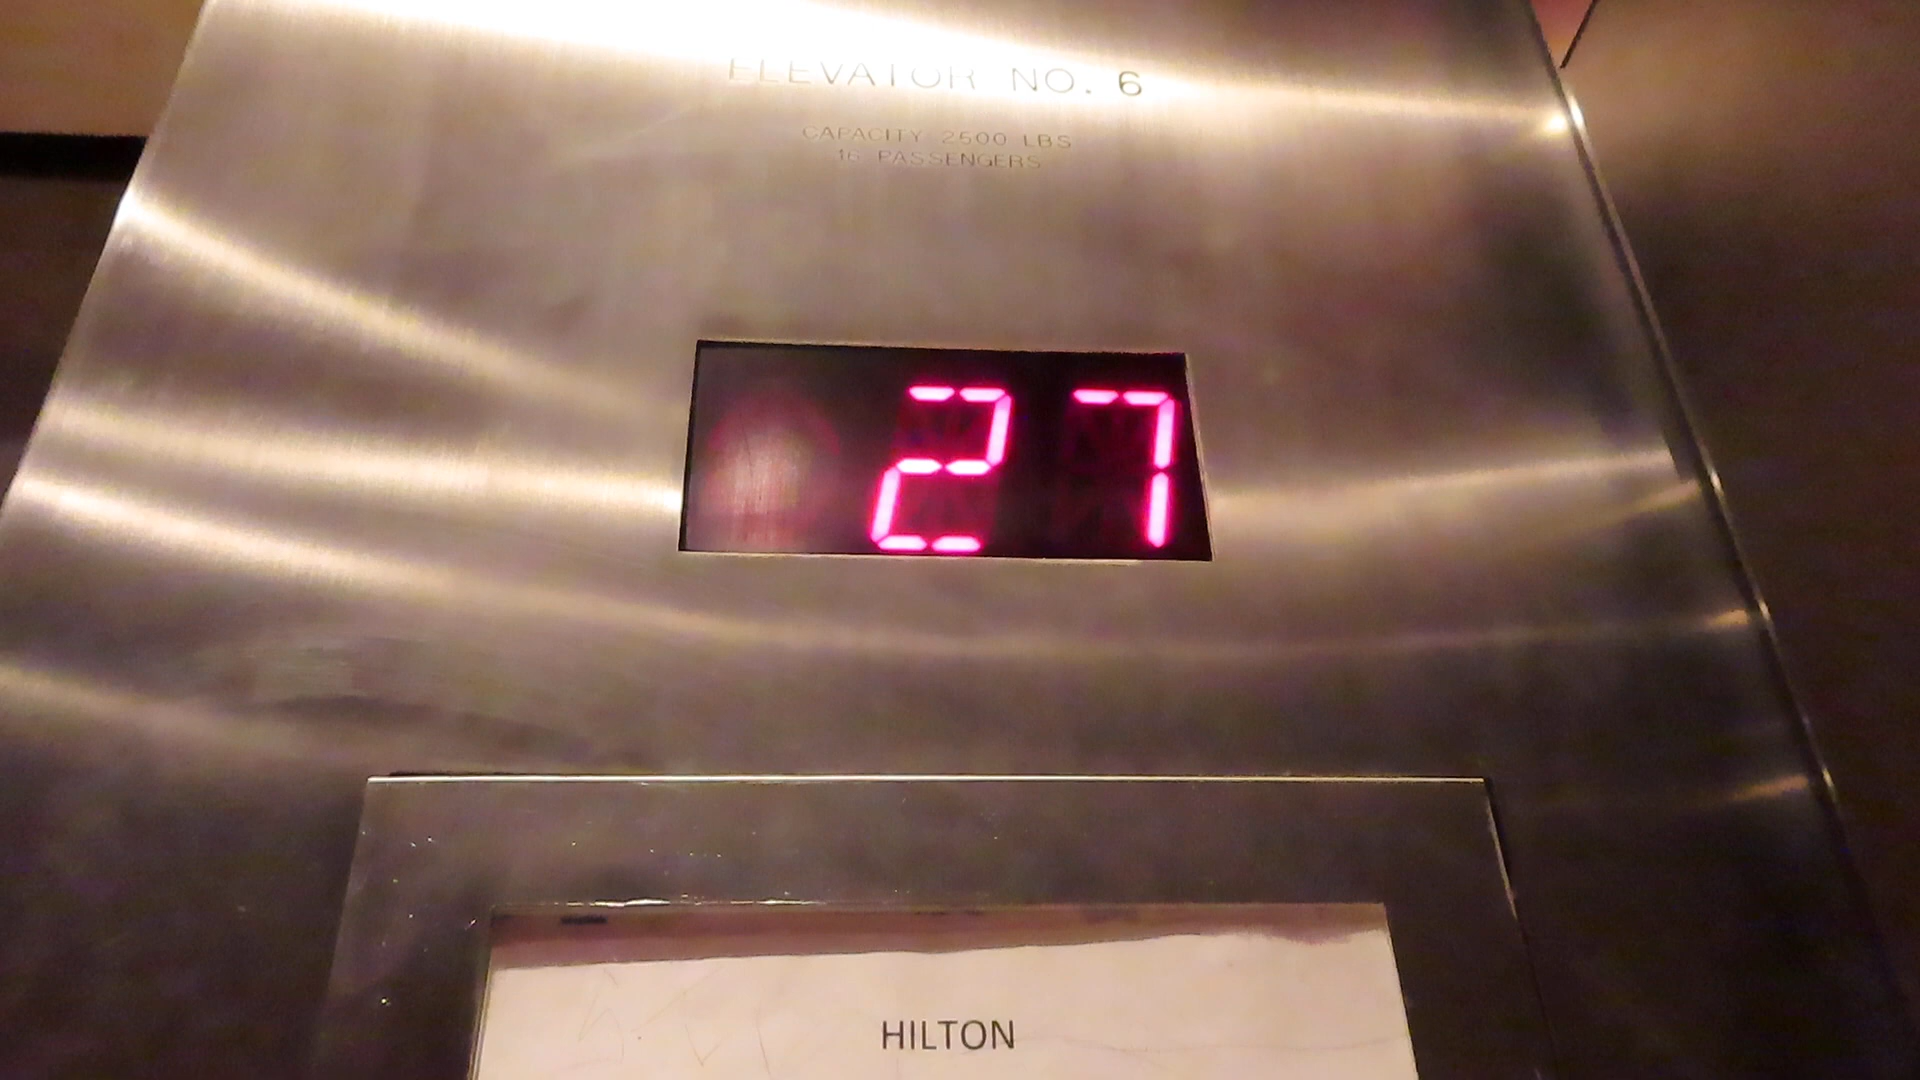 ELEVATOR NO. 6
CAPACITY 2500 LBS
16 PASSENGERS
27
HILTON